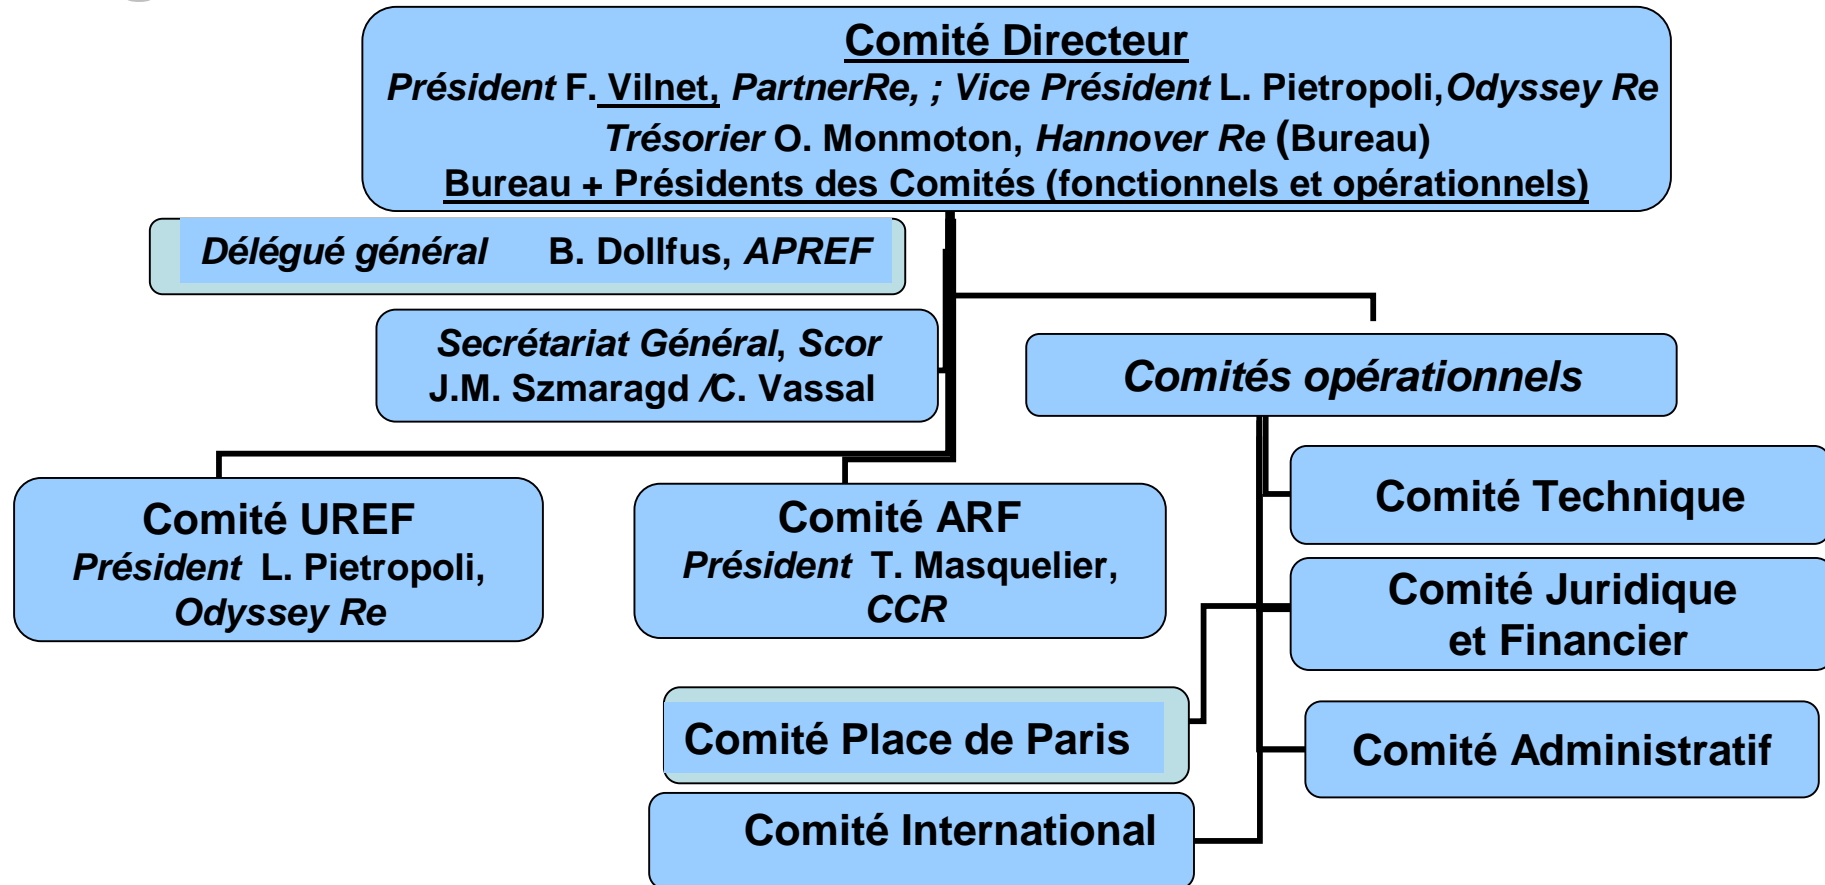 Comité Directeur
Président F. Vilnet, PartnerRe, ; Vice Président L. Pietropoli,Odyssey Re
Trésorier O. Monmoton, Hannover Re (Bureau)
Bureau + Présidents des Comités (fonctionnels et opérationnels)
Délégué général B. Dollfus, APREF
Secrétariat Général, Scor
J.M. Szmaragd /C. Vassal
Comités opérationnels
Comité UREF
Président L. Pietropoli,
Odyssey Re
Comité ARF
Président T. Masquelier,
CCR
Comité Technique
Comité Juridique
et Financier
Comité Place de Paris
Comité Administratif
Comité International